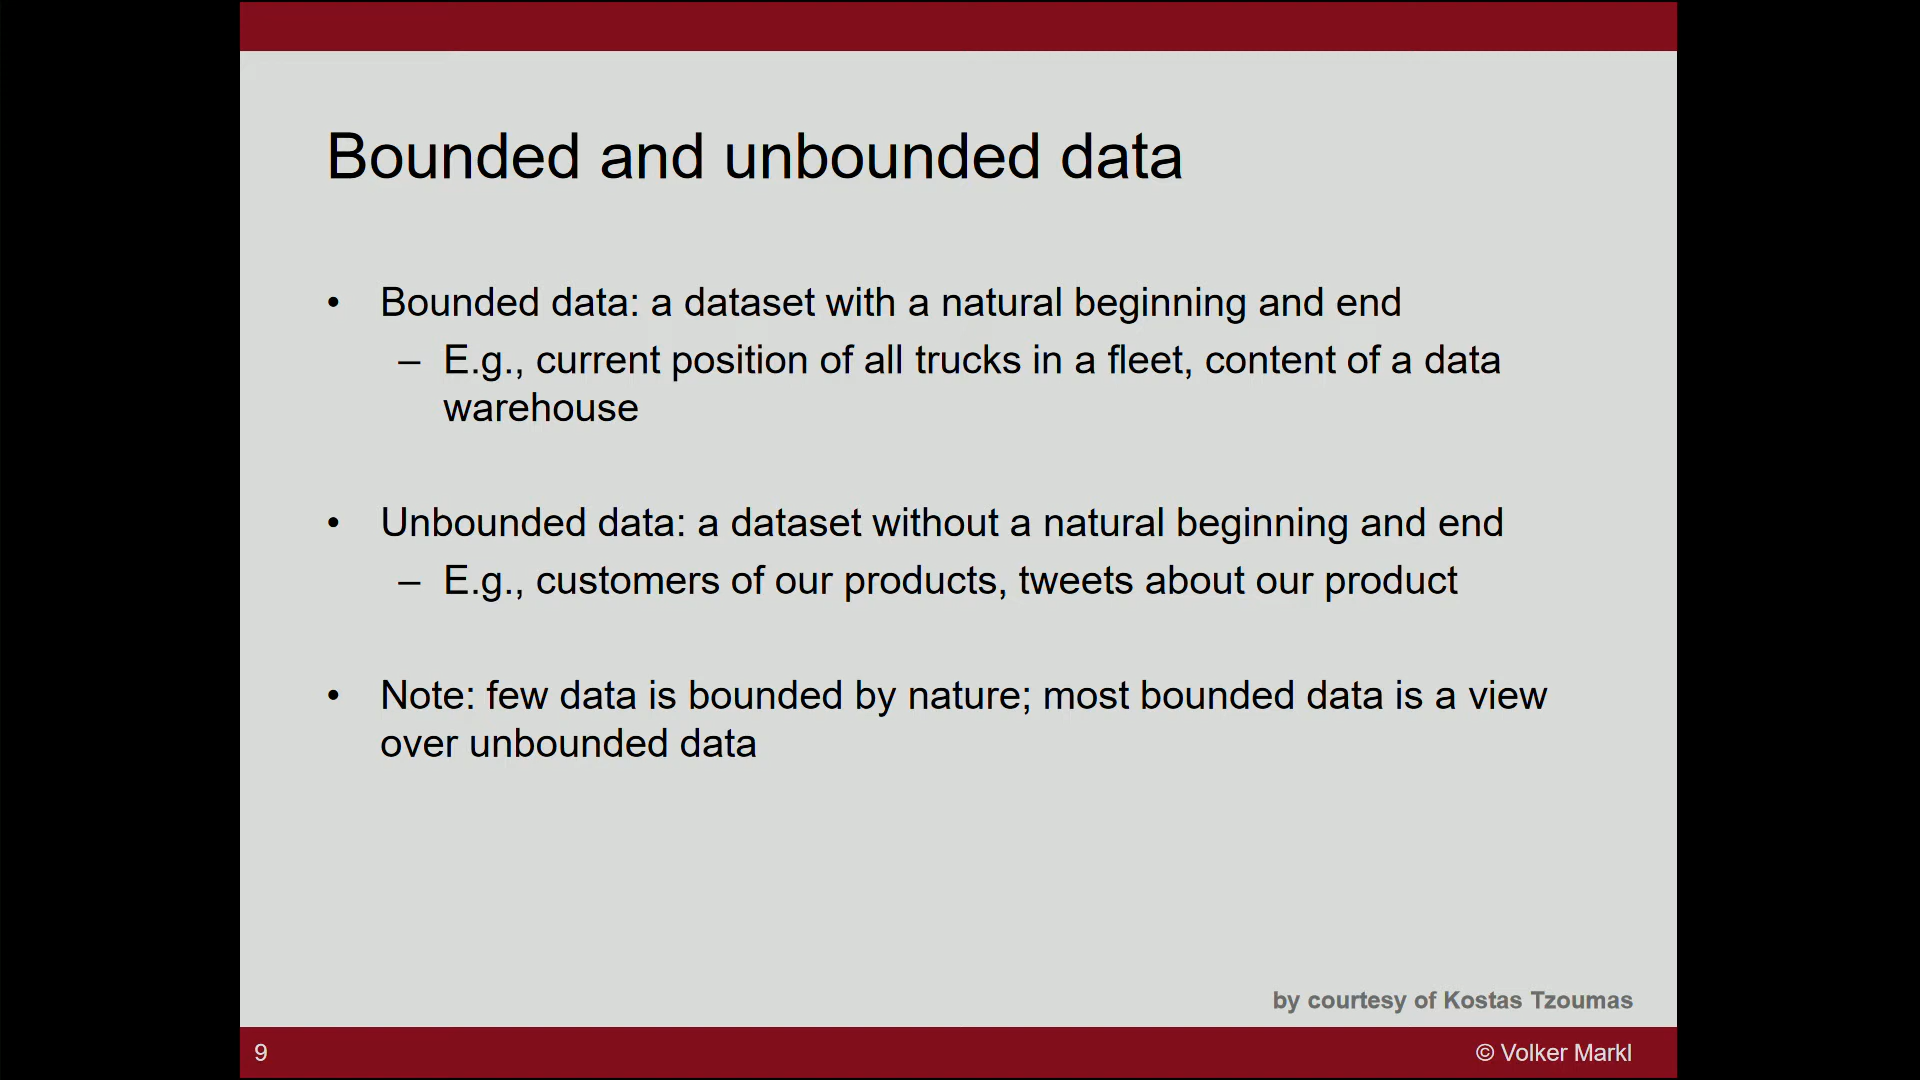 Bounded and unbounded data
• Bounded data: a dataset with a natural beginning and end
– E.g., current position of all trucks in a fleet, content of a data
warehouse
• Unbounded data: a dataset without a natural beginning and end
– E.g., customers of our products, tweets about our product
• Note: few data is bounded by nature; most bounded data is a view
over unbounded data
by courtesy of Kostas Tzoumas
9
© Volker Markl